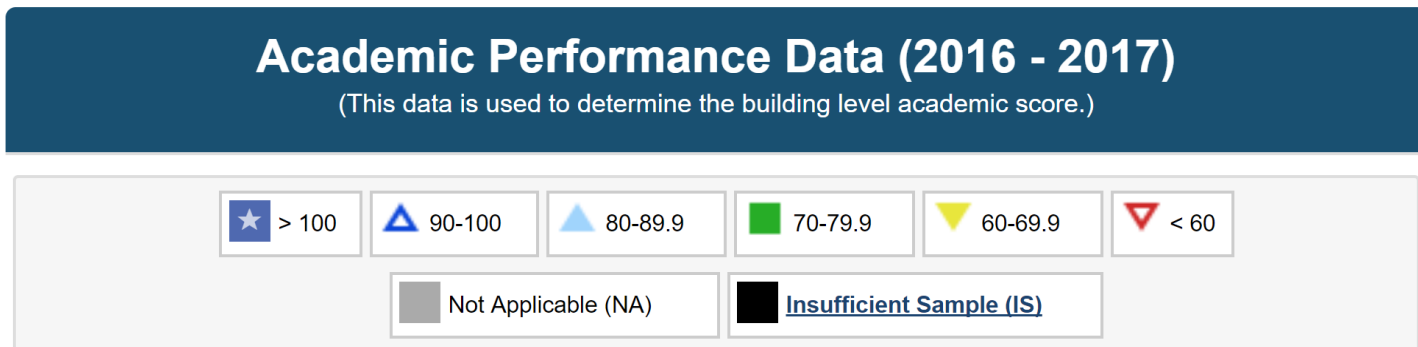 Academic Performance Data (2016 - 2017)
(This data is used to determine the building level academic score.)
> 100 90-100 80-89.9 70-79.9 60-69.9 < 60
Not Applicable (NA) Insufficient Sample (IS)